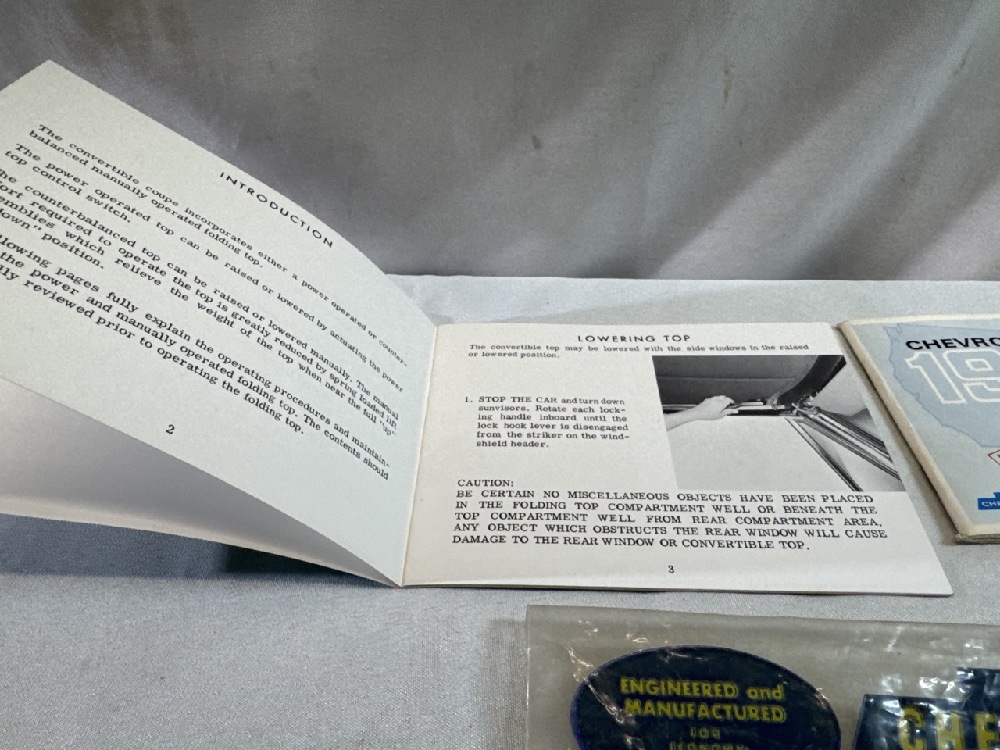 INTRODUCTION
The convertible coupe incorporates either a power operated or counter-
balanced manually operated folding top.
The power operated top can be raised or lowered by actuating the power
top control switch.
The counterbalanced top can be raised or lowered manually. The manual
effort required to operate the top is greatly reduced by spring loaded lift
assemblies which relieve the weight of the top when near the full "up"
"down" position.
following pages fully explain the operating procedures and maintain-
the power and manually operated folding top. The contents should
reviewed prior to operating the folding top.
2
LOWERING TOP
The convertible top may be lowered with the side windows in the raised
or lowered position.
1. STOP THE CAR and turn down
sunvisors. Rotate each lock-
ing handle inboard until the
lock hook lever is disengaged
from the striker on the wind-
shield header.
CAUTION:
BE CERTAIN NO MISCELLANEOUS OBJECTS HAVE BEEN PLACED
IN THE FOLDING TOP COMPARTMENT WELL OR BENEATH THE
TOP COMPARTMENT WELL FROM REAR COMPARTMENT AREA,
ANY OBJECT WHICH OBSTRUCTS THE REAR WINDOW WILL CAUSE
DAMAGE TO THE REAR WINDOW OR CONVERTIBLE TOP.
3
CHEVRO
19
CHE
ENGINEERED and
MANUFACTURED
FOR
CHE